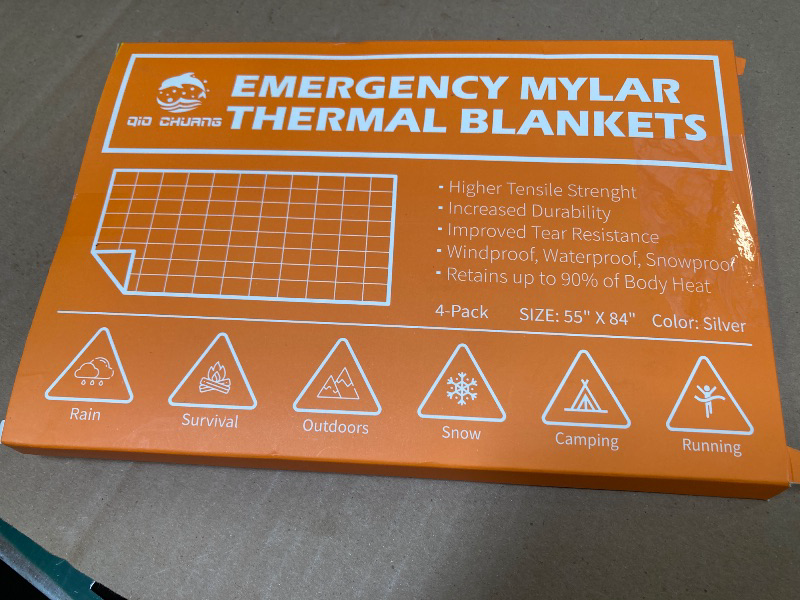 EMERGENCY MYLAR
THERMAL BLANKETS
QIO CHUANG
- Higher Tensile Strenght
- Increased Durability
- Improved Tear Resistance
- Windproof, Waterproof, Snowproof
- Retains up to 90% of Body Heat
4-Pack SIZE: 55" X 84" Color: Silver
Rain
Survival
Outdoors
Snow
Camping
Running